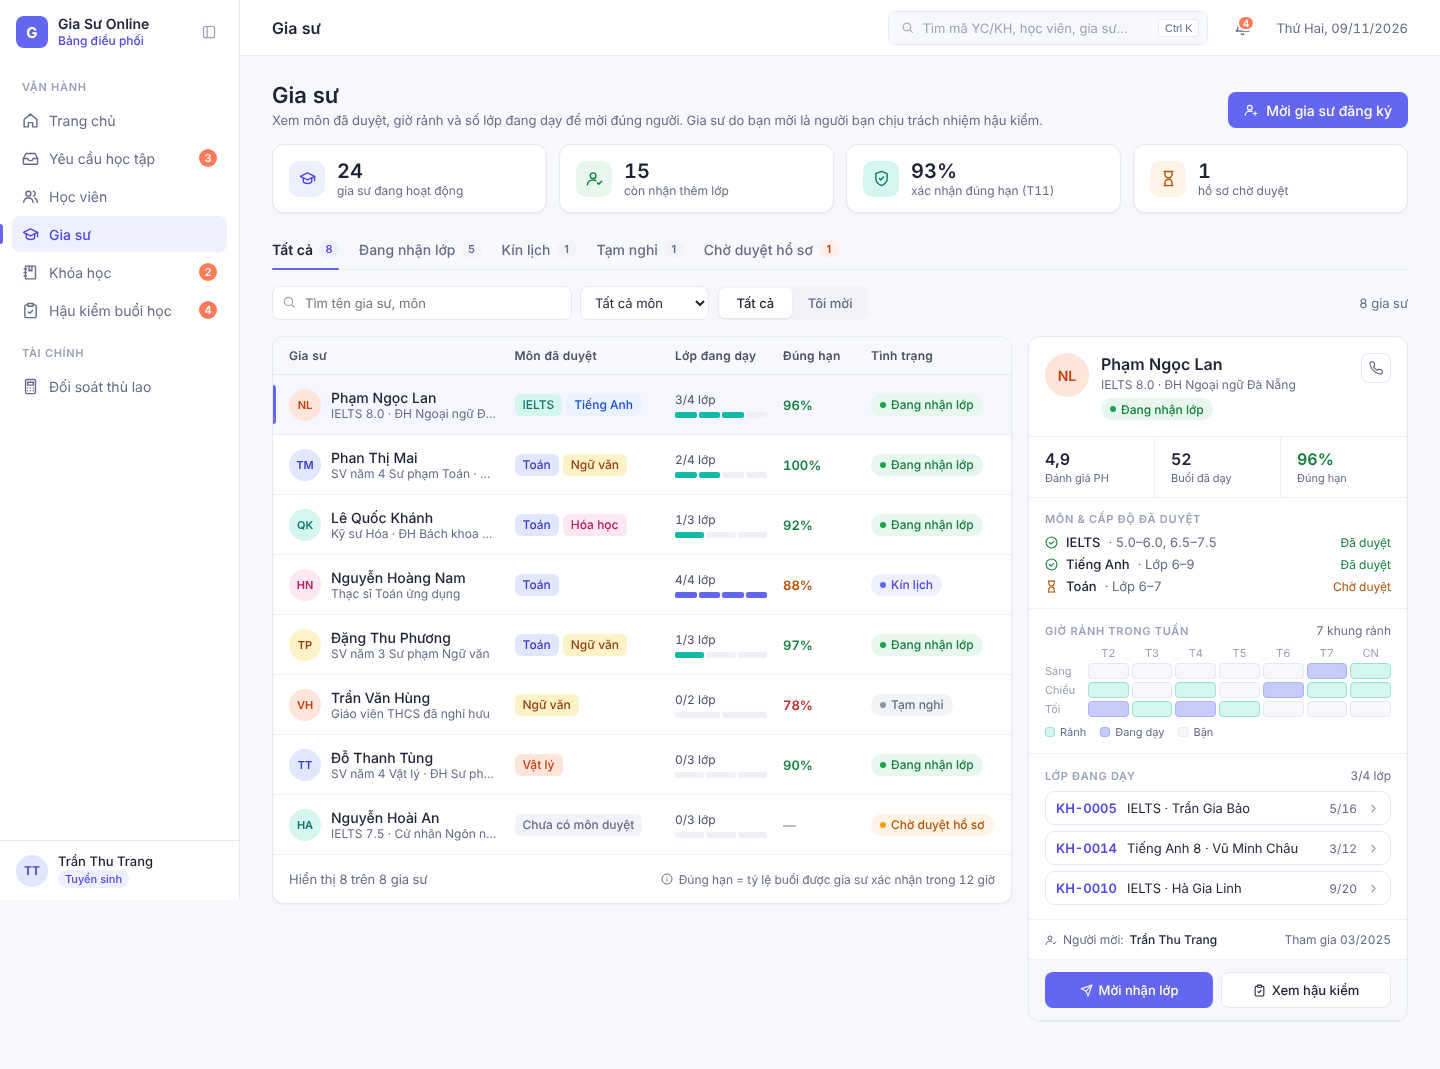 G
Gia Sư Online
Bảng điều phối
VẬN HÀNH
Trang chủ
Yêu cầu học tập 3
Học viên
Gia sư
Khóa học 2
Hậu kiểm buổi học 4
TÀI CHÍNH
Đối soát thù lao
TT
Trần Thu Trang
Tuyển sinh
Gia sư
Tìm mã YC/KH, học viên, gia sư... Ctrl K
4
Thứ Hai, 09/11/2026
Gia sư
Xem môn đã duyệt, giờ rảnh và số lớp đang dạy để mời đúng người. Gia sư do bạn mời là người bạn chịu trách nhiệm hậu kiểm.
Mời gia sư đăng ký
24
gia sư đang hoạt động
15
còn nhận thêm lớp
93%
xác nhận đúng hạn (T11)
1
hồ sơ chờ duyệt
Tất cả 8 Đang nhận lớp 5 Kín lịch 1 Tạm nghỉ 1 Chờ duyệt hồ sơ 1
Tìm tên gia sư, môn Tất cả môn Tất cả Tôi mời 8 gia sư
Gia sư Môn đã duyệt Lớp đang dạy Đúng hạn Tình trạng
NL Phạm Ngọc Lan IELTS Tiếng Anh 3/4 lớp 96% Đang nhận lớp
IELTS 8.0 · ĐH Ngoại ngữ Đ...
TM Phan Thị Mai Toán Ngữ văn 2/4 lớp 100% Đang nhận lớp
SV năm 4 Sư phạm Toán · ...
QK Lê Quốc Khánh Toán Hóa học 1/3 lớp 92% Đang nhận lớp
Kỹ sư Hóa · ĐH Bách khoa ...
HN Nguyễn Hoàng Nam Toán 4/4 lớp 88% Kín lịch
Thạc sĩ Toán ứng dụng
TP Đặng Thu Phương Toán Ngữ văn 1/3 lớp 97% Đang nhận lớp
SV năm 3 Sư phạm Ngữ văn
VH Trần Văn Hùng Ngữ văn 0/2 lớp 78% Tạm nghỉ
Giáo viên THCS đã nghỉ hưu
TT Đỗ Thanh Tùng Vật lý 0/3 lớp 90% Đang nhận lớp
SV năm 4 Vật lý · ĐH Sư ph...
HA Nguyễn Hoài An Chưa có môn duyệt 0/3 lớp — Chờ duyệt hồ sơ
IELTS 7.5 · Cử nhân Ngôn n...
Hiển thị 8 trên 8 gia sư
Đúng hạn = tỷ lệ buổi được gia sư xác nhận trong 12 giờ
NL
Phạm Ngọc Lan
IELTS 8.0 · ĐH Ngoại ngữ Đà Nẵng
Đang nhận lớp
4,9 52 96%
Đánh giá PH Buổi đã dạy Đúng hạn
MÔN & CẤP ĐỘ ĐÃ DUYỆT
IELTS · 5.0–6.0, 6.5–7.5 Đã duyệt
Tiếng Anh · Lớp 6–9 Đã duyệt
Toán · Lớp 6–7 Chờ duyệt
GIỜ RẢNH TRONG TUẦN 7 khung rảnh
T2 T3 T4 T5 T6 T7 CN
Sáng
Chiều
Tối
Rảnh Đang dạy Bận
LỚP ĐANG DẠY 3/4 lớp
KH-0005 IELTS · Trần Gia Bảo 5/16
KH-0014 Tiếng Anh 8 · Vũ Minh Châu 3/12
KH-0010 IELTS · Hà Gia Linh 9/20
Người mời: Trần Thu Trang Tham gia 03/2025
Mời nhận lớp Xem hậu kiểm